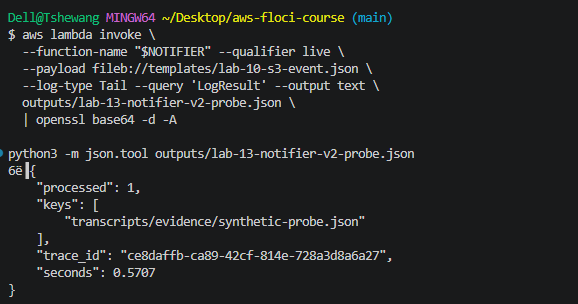 Dell@Tshewang MINGW64 ~/Desktop/aws-floci-course (main)
$ aws lambda invoke \
  --function-name "$NOTIFIER" --qualifier live \
  --payload fileb://templates/lab-10-s3-event.json \
  --log-type Tail --query 'LogResult' --output text \
  outputs/lab-13-notifier-v2-probe.json \
  | openssl base64 -d -A

python3 -m json.tool outputs/lab-13-notifier-v2-probe.json
6ë{
    "processed": 1,
    "keys": [
        "transcripts/evidence/synthetic-probe.json"
    ],
    "trace_id": "ce8daffb-ca89-42cf-814e-728a3d8a6a27",
    "seconds": 0.5707
}